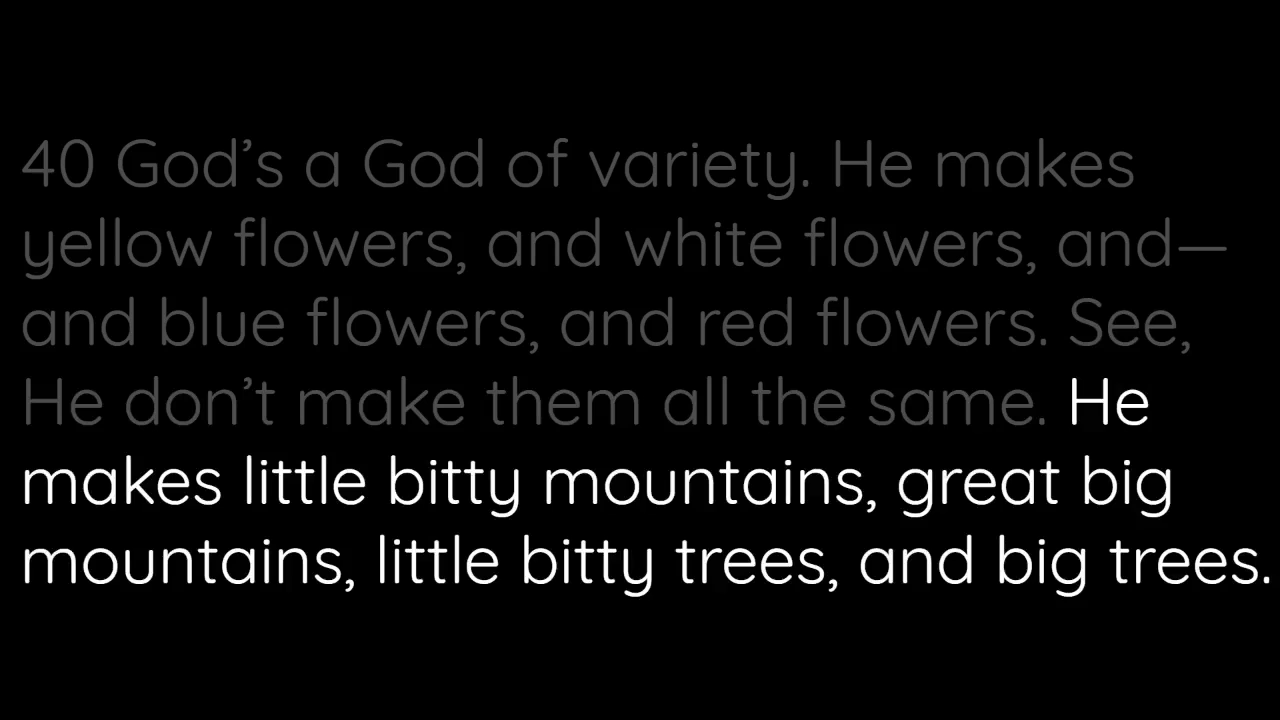 40 God’s a God of variety. He makes
yellow flowers, and white flowers, and—
and blue flowers, and red flowers. See,
He don’t make them all the same. He
makes little bitty mountains, great big
mountains, little bitty trees, and big trees.